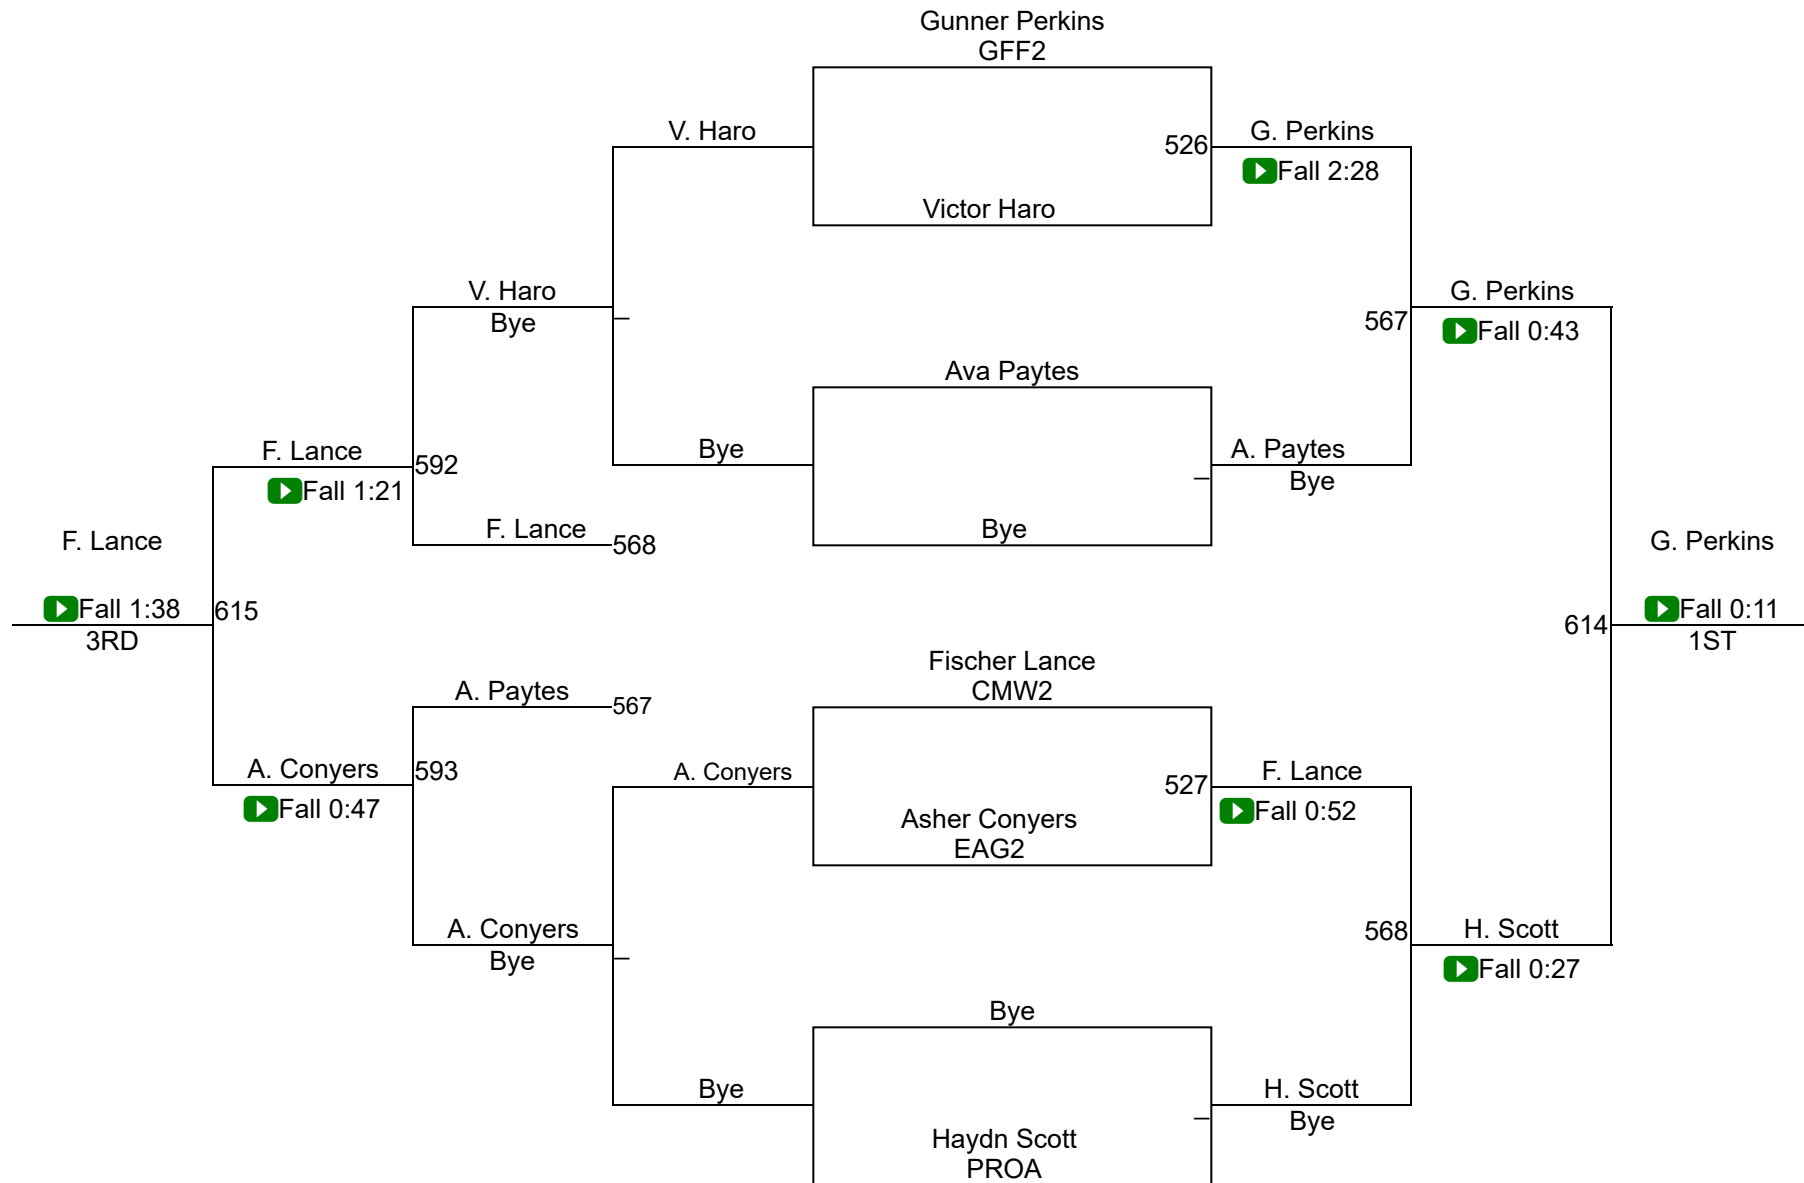 Gunner Perkins
GFF2
V. Haro
526
G. Perkins
Fall 2:28
Victor Haro
V. Haro
Bye
G. Perkins
567
Fall 0:43
Ava Paytes
F. Lance
592
Fall 1:21
Bye
A. Paytes
Bye
F. Lance
568
Bye
F. Lance
Fall 1:38
615
3RD
G. Perkins
614
Fall 0:11
1ST
Fischer Lance
CMW2
A. Paytes
567
A. Conyers
593
Fall 0:47
A. Conyers
527
F. Lance
Fall 0:52
Asher Conyers
EAG2
A. Conyers
Bye
568
H. Scott
Fall 0:27
Bye
Bye
H. Scott
Bye
Haydn Scott
PROA